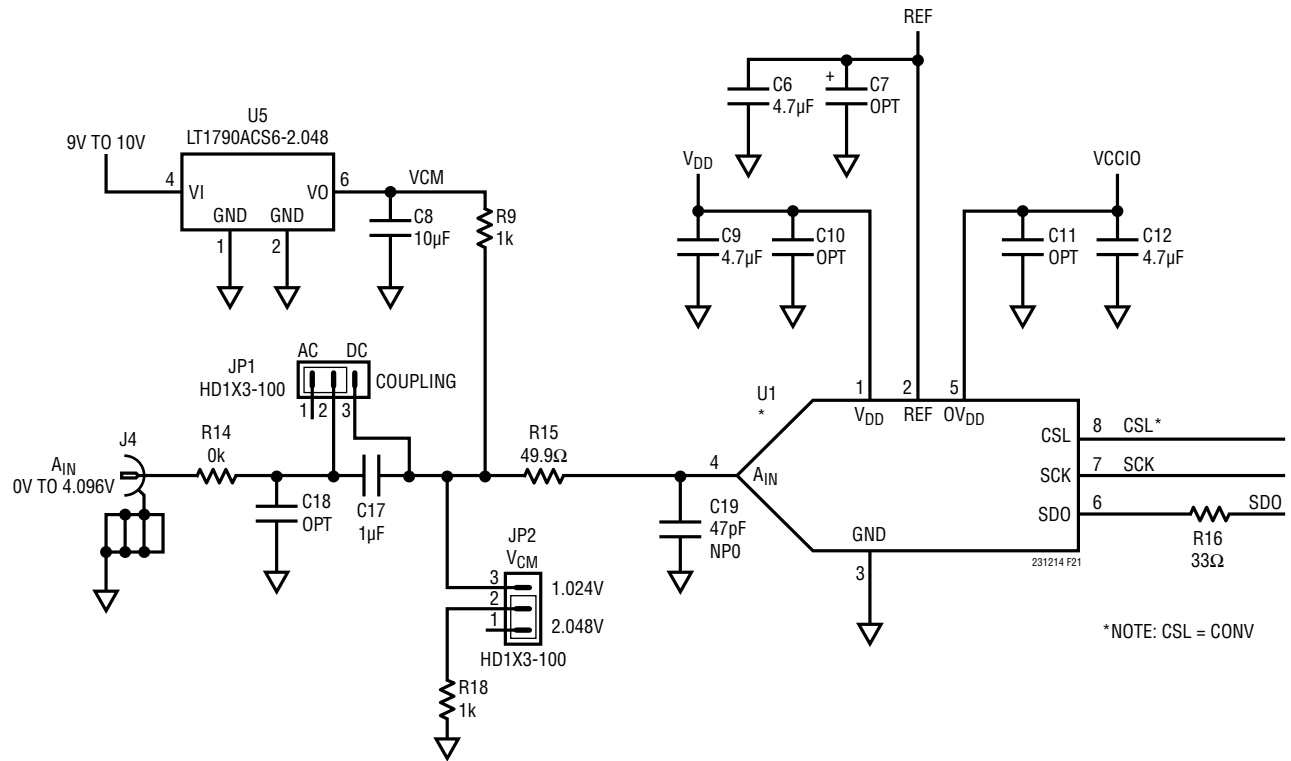 REF
C6
4.7µF
+
C7
OPT
U5
LT1790ACS6-2.048
9V TO 10V
4
VI
VO
6
VCM
GND
GND
1
2
C8
10µF
R9
1k
VDD
C9
4.7µF
C10
OPT
VCCIO
C11
OPT
C12
4.7µF
AC
DC
JP1
HD1X3-100
COUPLING
1
2
3
J4
AIN
0V TO 4.096V
R14
0k
C18
OPT
C17
1µF
R15
49.9Ω
C19
47pF
NPO
JP2
VCM
3
1.024V
2
1
2.048V
HD1X3-100
R18
1k
U1
*
1
2
5
VDD
REF
OVDD
4
AIN
CSL
8
CSL*
SCK
7
SCK
SDO
6
SDO
R16
33Ω
GND
3
231214 F21
*NOTE: CSL = CONV